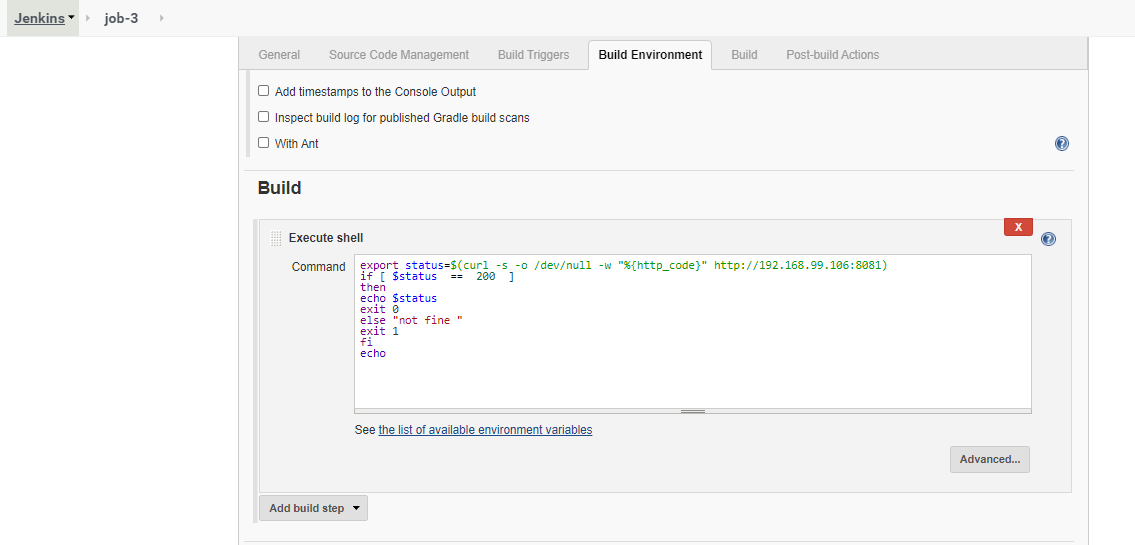 Jenkins job-3
General Source Code Management Build Triggers Build Environment Build Post-build Actions
Add timestamps to the Console Output
Inspect build log for published Gradle build scans
With Ant
Build
X
Execute shell
Command
export status=$(curl -s -o /dev/null -w "%{http_code}" http://192.168.99.106:8081)
if [ $status  ==  200  ]
then
echo $status
exit 0
else "not fine "
exit 1
fi
echo
See the list of available environment variables
Advanced...
Add build step